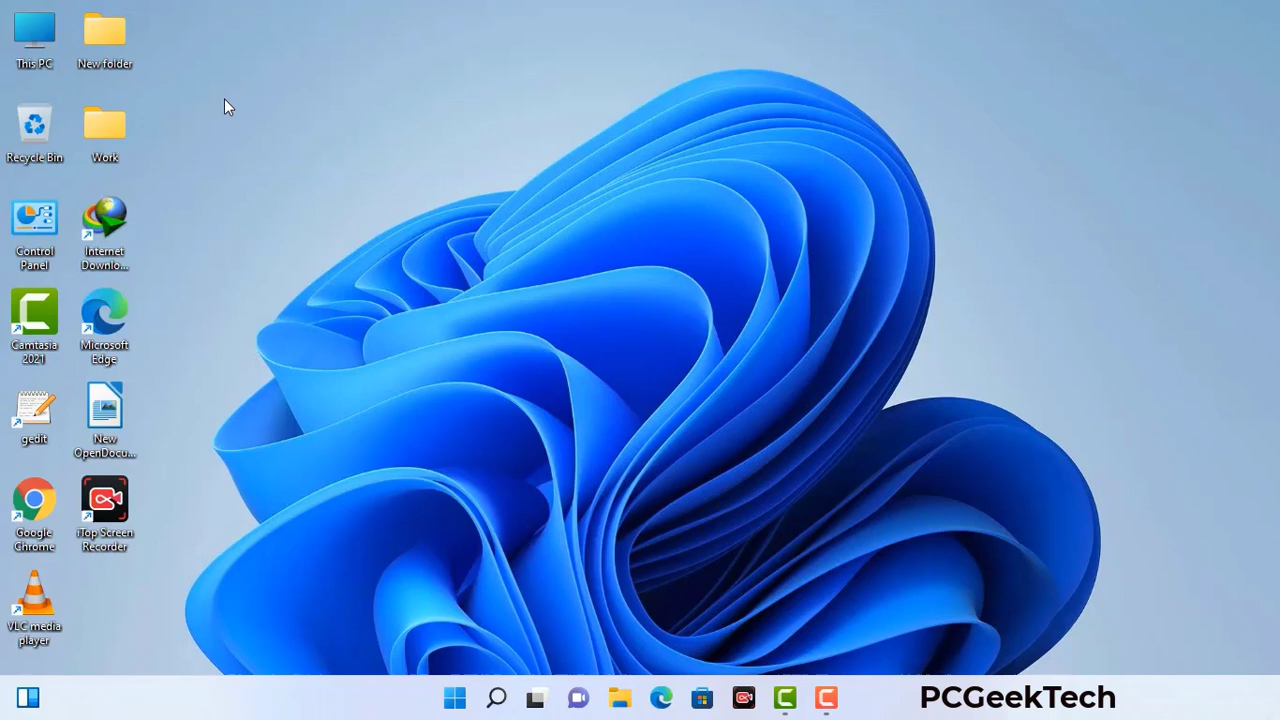 This PC
New folder
Recycle Bin
Work
Control
Panel
Internet
Downlo...
Camtasia
2021
Microsoft
Edge
gedit
New
OpenDocu...
Google
Chrome
iTop Screen
Recorder
VLC media
player
PCGeekTech